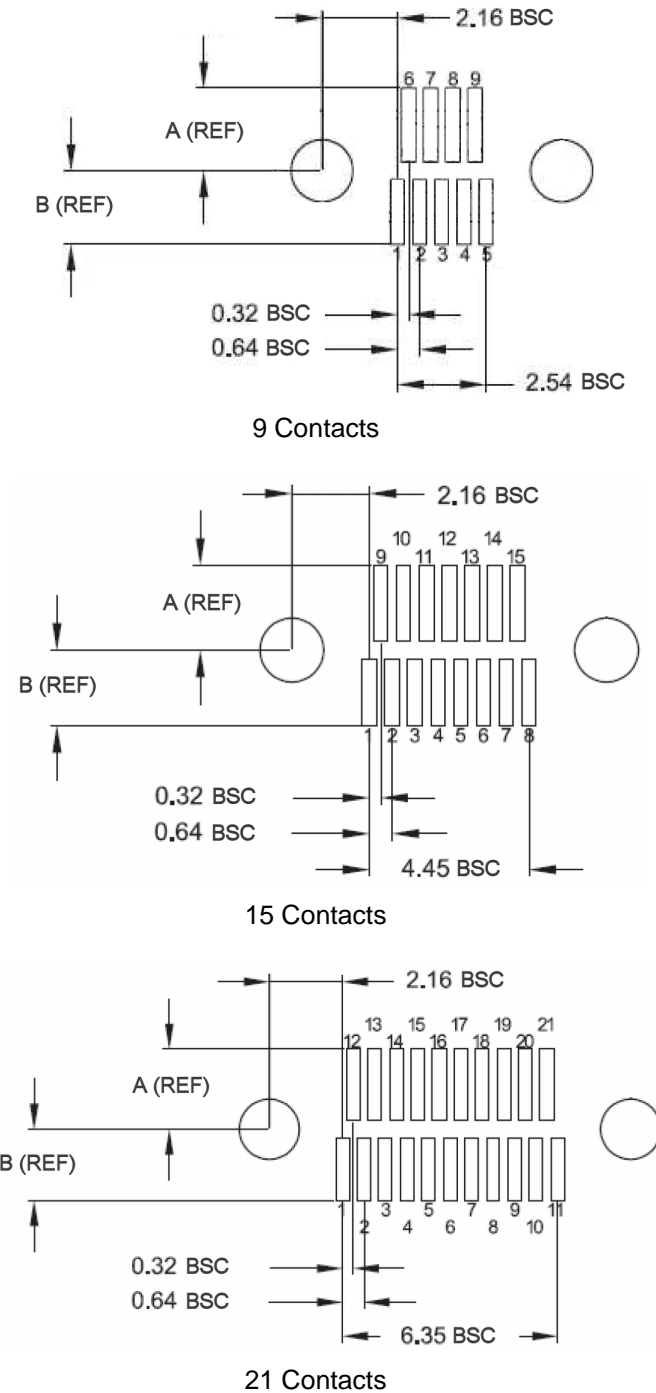 2.16 BSC
6 7 8 9
A (REF)
B (REF)
1 2 3 4 5
0.32 BSC
0.64 BSC
2.54 BSC
9 Contacts
2.16 BSC
10 12 14
9 11 13 15
A (REF)
B (REF)
1 2 3 4 5 6 7 8
0.32 BSC
0.64 BSC
4.45 BSC
15 Contacts
2.16 BSC
13 15 17 19 21
12 14 16 18 20
A (REF)
B (REF)
1 3 5 7 9 11
2 4 6 8 10
0.32 BSC
0.64 BSC
6.35 BSC
21 Contacts